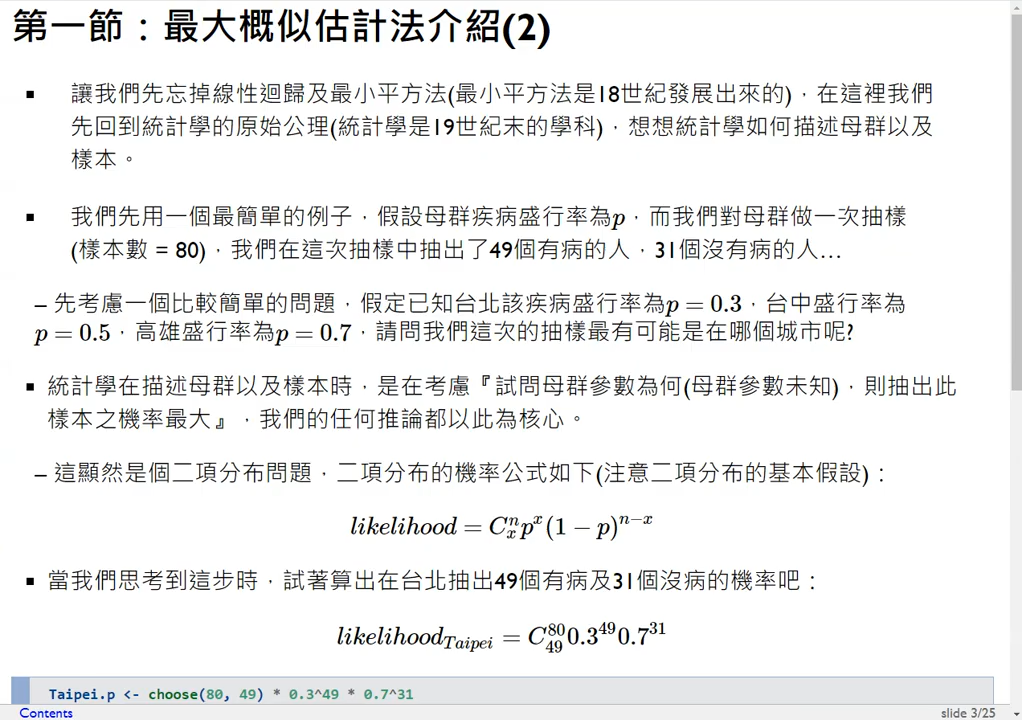 第一節：最大概似估計法介紹(2)
▪ 讓我們先忘掉線性迴歸及最小平方法(最小平方法是18世紀發展出來的)，在這裡我們
先回到統計學的原始公理(統計學是19世紀末的學科)，想想統計學如何描述母群以及
樣本。
▪ 我們先用一個最簡單的例子，假設母群疾病盛行率為p，而我們對母群做一次抽樣
(樣本數 = 80)，我們在這次抽樣中抽出了49個有病的人，31個沒有病的人…
– 先考慮一個比較簡單的問題，假定已知台北該疾病盛行率為p = 0.3，台中盛行率為
p = 0.5，高雄盛行率為p = 0.7，請問我們這次的抽樣最有可能是在哪個城市呢?
▪ 統計學在描述母群以及樣本時，是在考慮『試問母群參數為何(母群參數未知)，則抽出此
樣本之機率最大』，我們的任何推論都以此為核心。
– 這顯然是個二項分布問題，二項分布的機率公式如下(注意二項分布的基本假設)：
likelihood = C_x^n p^x (1 − p)^{n−x}
▪ 當我們思考到這步時，試著算出在台北抽出49個有病及31個沒病的機率吧：
likelihood_{Taipei} = C_{49}^{80} 0.3^{49} 0.7^{31}
Taipei.p <- choose(80, 49) * 0.3^49 * 0.7^31
Contents
slide 3/25